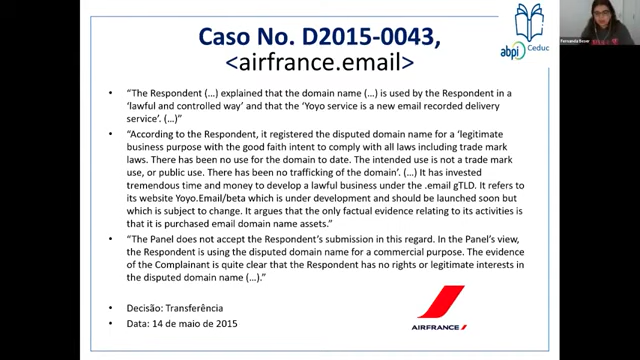 Caso No. D2015-0043,
<airfrance.email>
abpi Ceduc
Fernanda Besar
• “The Respondent (…) explained that the domain name (…) is used by the Respondent in a
‘lawful and controlled way’ and that the ‘Yoyo service is a new email recorded delivery
service’. (…)”
• “According to the Respondent, it registered the disputed domain name for a ‘legitimate
business purpose with the good faith intent to comply with all laws including trade mark
laws. There has been no use for the domain to date. The intended use is not a trade mark
use, or public use. There has been no trafficking of the domain’. (…) It has invested
tremendous time and money to develop a lawful business under the .email gTLD. It refers to
its website Yoyo.Email/beta which is under development and should be launched soon but
which is subject to change. It argues that the only factual evidence relating to its activities is
that it is purchased email domain name assets.”
• “The Panel does not accept the Respondent’s submission in this regard. In the Panel’s view,
the Respondent is using the disputed domain name for a commercial purpose. The evidence
of the Complainant is quite clear that the Respondent has no rights or legitimate interests in
the disputed domain name (…).”
• Decisão: Transferência
• Data: 14 de maio de 2015
AIRFRANCE